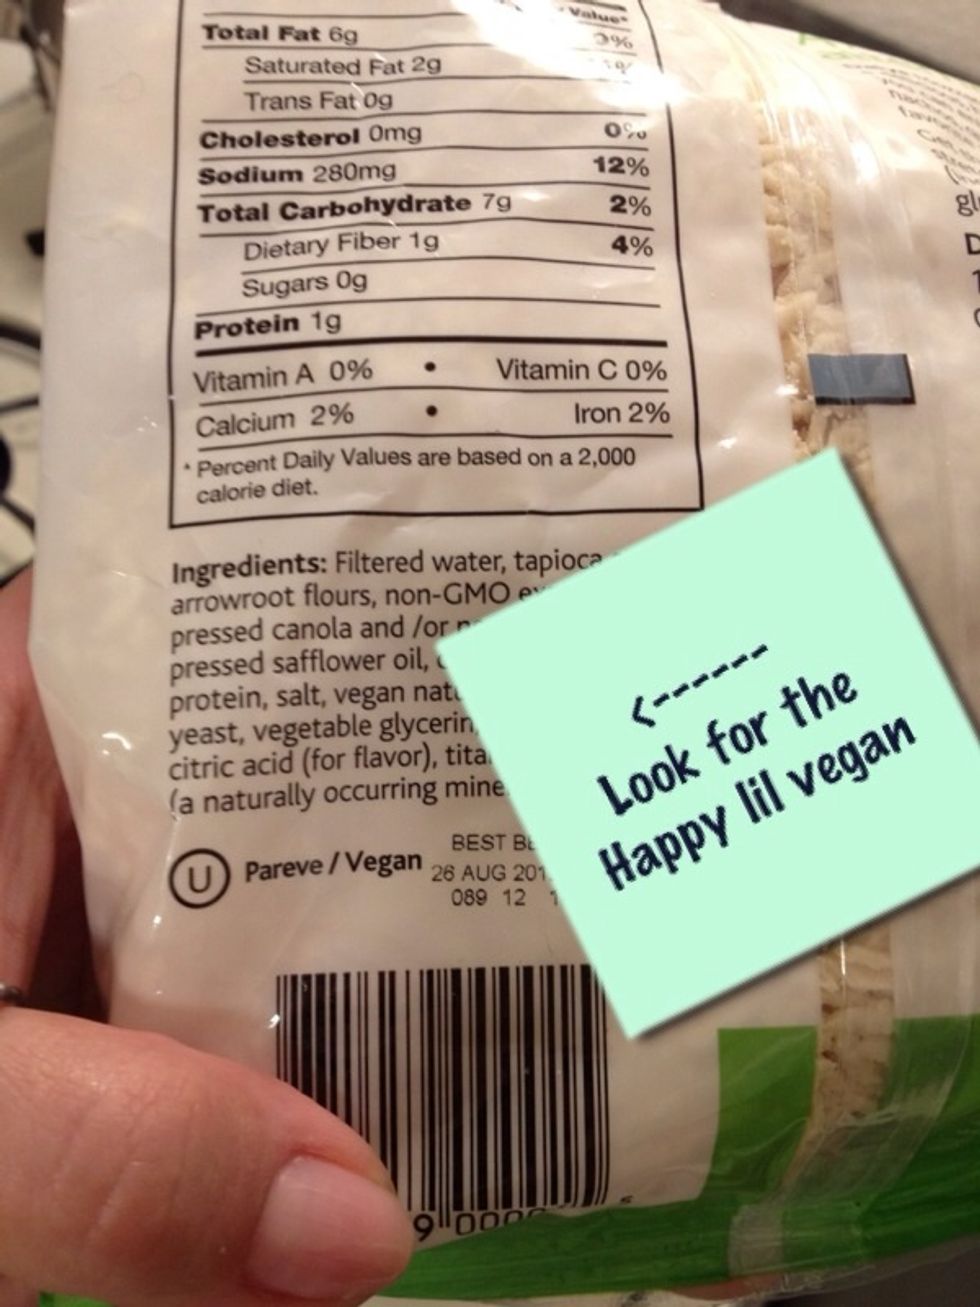 Value*
Total Fat 6g
Saturated Fat 2g
Trans Fat 0g
Cholesterol 0mg 0%
Sodium 280mg 12%
Total Carbohydrate 7g 2%
Dietary Fiber 1g 4%
Sugars 0g
Protein 1g
Vitamin A 0% • Vitamin C 0%
Calcium 2% • Iron 2%
* Percent Daily Values are based on a 2,000
calorie diet.
Ingredients: Filtered water, tapioca
arrowroot flours, non-GMO
pressed canola and /or
pressed safflower oil,
protein, salt, vegan
yeast, vegetable
citric acid (for flavor),
(a naturally occurring
U Pareve / Vegan
BEST
26 AUG
089 12
<------
Look for the
Happy lil vegan